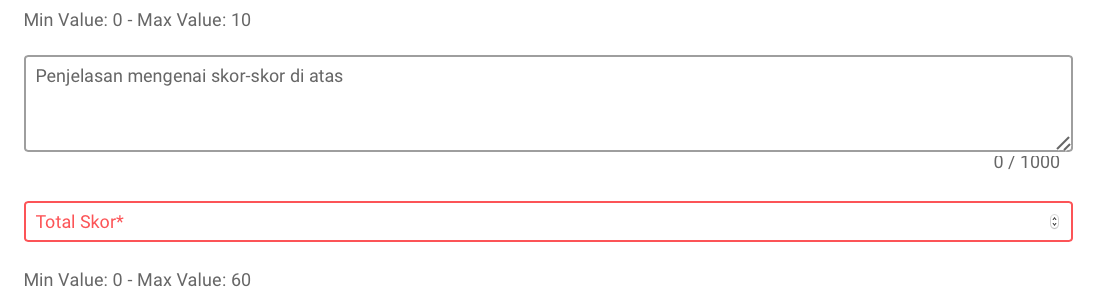 Min Value: 0 - Max Value: 10
Penjelasan mengenai skor-skor di atas
0 / 1000
Total Skor*
Min Value: 0 - Max Value: 60